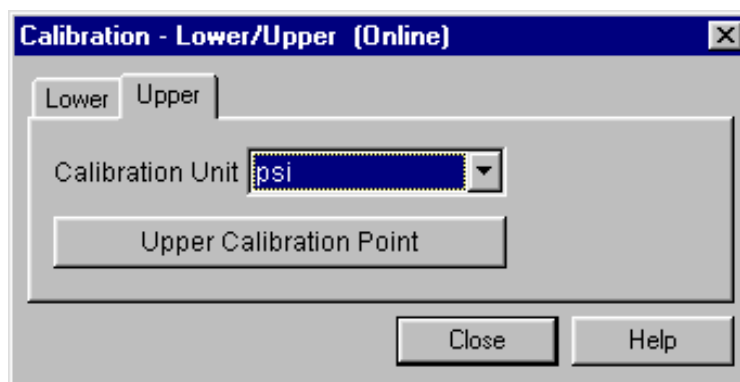 Calibration - Lower/Upper (Online)
Lower Upper
Calibration Unit psi
Upper Calibration Point
Close Help